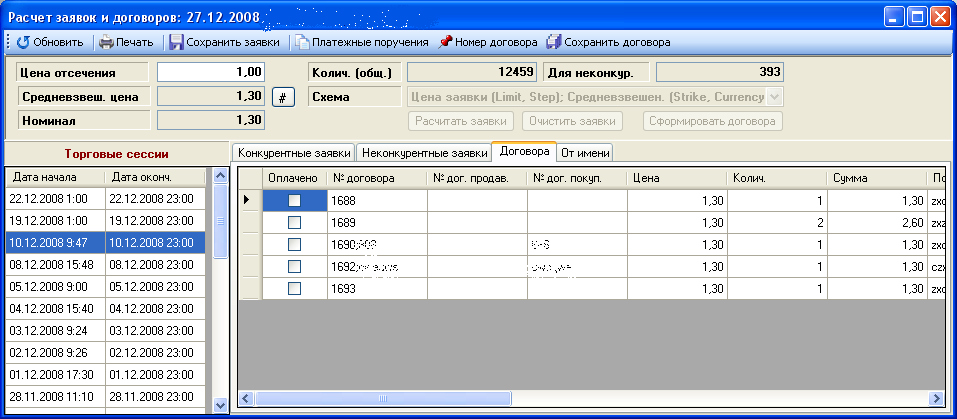 Расчет заявок и договоров: 27.12.2008
Обновить Печать Сохранить заявки Платежные поручения Номер договора Сохранить договора
Цена отсечения 1,00 Колич. (общ.) 12459 Для неконкур. 393
Средневзвеш. цена 1,30 # Схема Цена заявки (Limit, Step); Средневзвешен. (Strike, Currency
Номинал 1,30 Расчитать заявки Очистить заявки Сформировать договора
Торговые сессии Конкурентные заявки Неконкурентные заявки Договора От имени
Дата начала Дата оконч. Оплачено № договора № дог. продав. № дог. покуп. Цена Колич. Сумма По
22.12.2008 1:00 22.12.2008 23:00 1688 1,30 1 1,30 zxc
19.12.2008 1:00 19.12.2008 23:00 1689 1,30 2 2,60 zxz
10.12.2008 9:47 10.12.2008 23:00 1690 1,30 1 1,30 zxc
08.12.2008 15:48 08.12.2008 23:00 1692 1,30 1 1,30 czx
05.12.2008 9:00 05.12.2008 23:00 1693 1,30 1 1,30 zxc
04.12.2008 15:40 04.12.2008 23:00
03.12.2008 9:24 03.12.2008 23:00
02.12.2008 9:26 02.12.2008 23:00
01.12.2008 17:30 01.12.2008 23:00
28.11.2008 11:10 28.11.2008 23:00